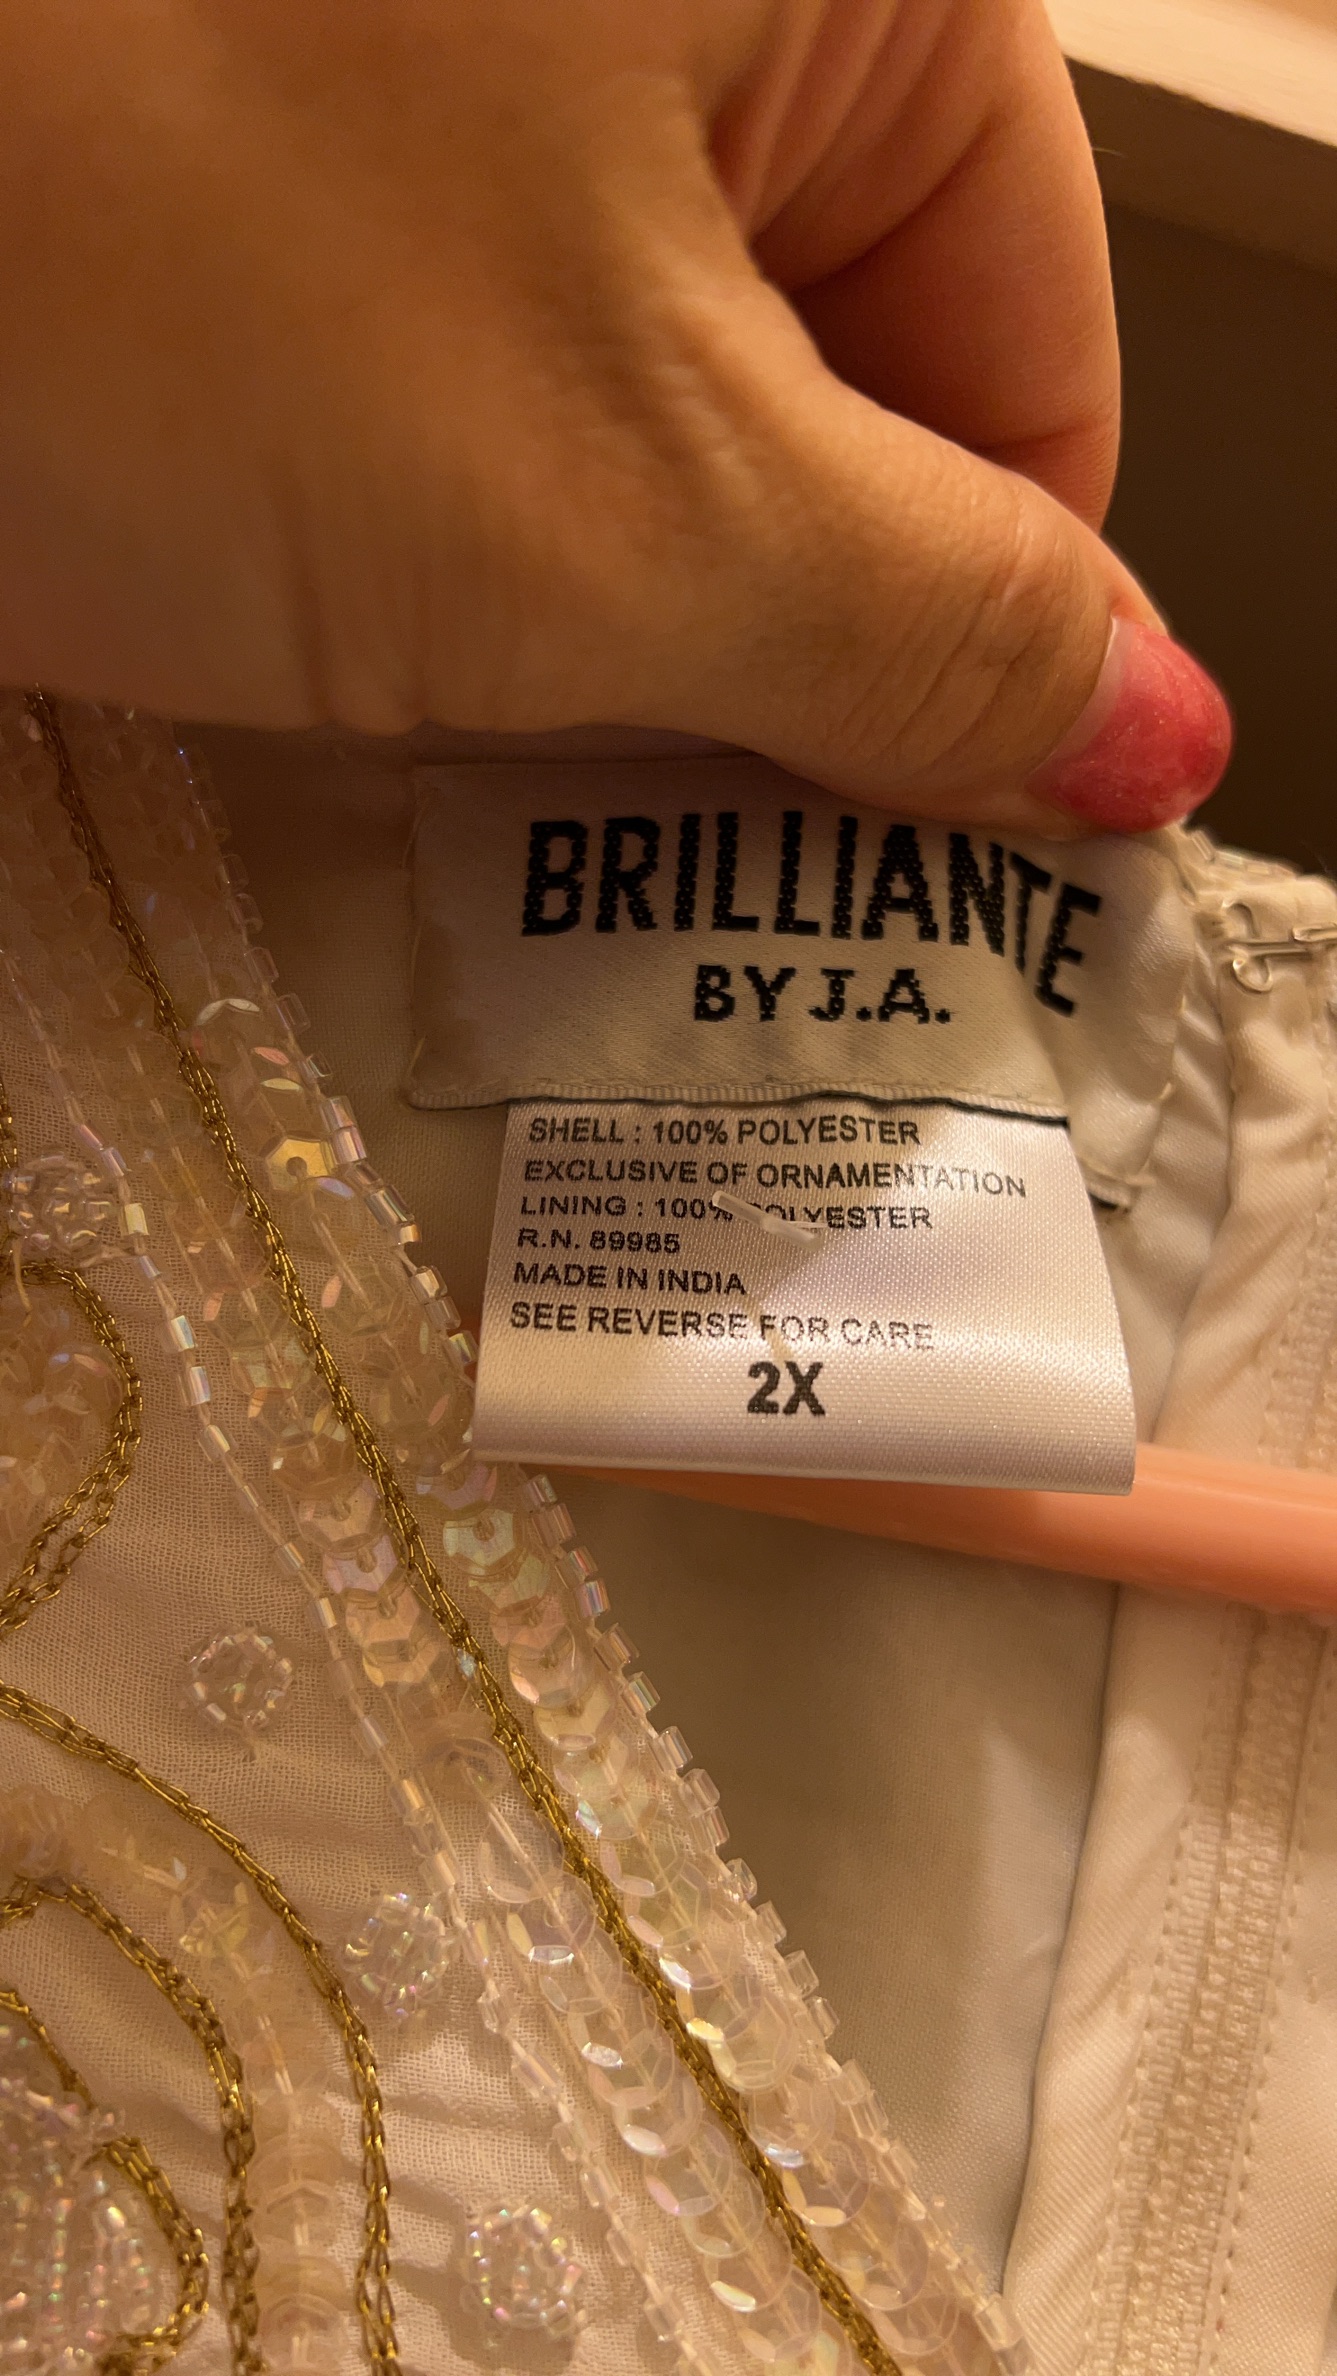 BRILLIANTE
BY J.A.
SHELL : 100% POLYESTER
EXCLUSIVE OF ORNAMENTATION
LINING : 100% POLYESTER
R.N. 89985
MADE IN INDIA
SEE REVERSE FOR CARE
2X